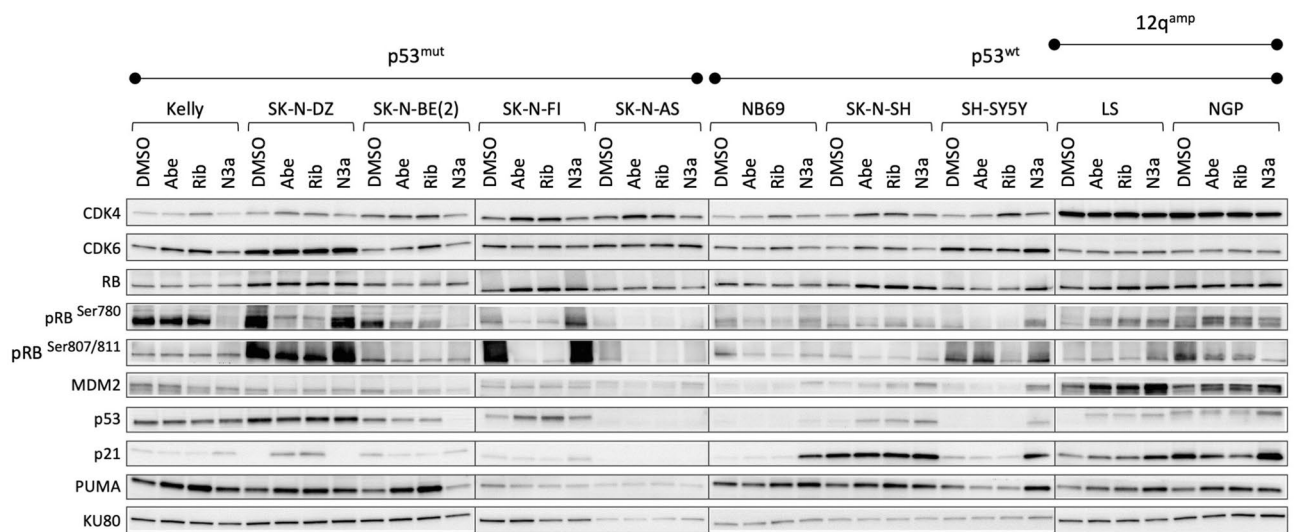 12q^amp
p53^mut p53^wt
Kelly SK-N-DZ SK-N-BE(2) SK-N-FI SK-N-AS NB69 SK-N-SH SH-SY5Y LS NGP
DMSO Abe Rib N3a DMSO Abe Rib N3a DMSO Abe Rib N3a DMSO Abe Rib N3a DMSO Abe Rib N3a DMSO Abe Rib N3a DMSO Abe Rib N3a DMSO Abe Rib N3a DMSO Abe Rib N3a DMSO Abe Rib N3a
CDK4
CDK6
RB
pRB^Ser780
pRB^Ser807/811
MDM2
p53
p21
PUMA
KU80